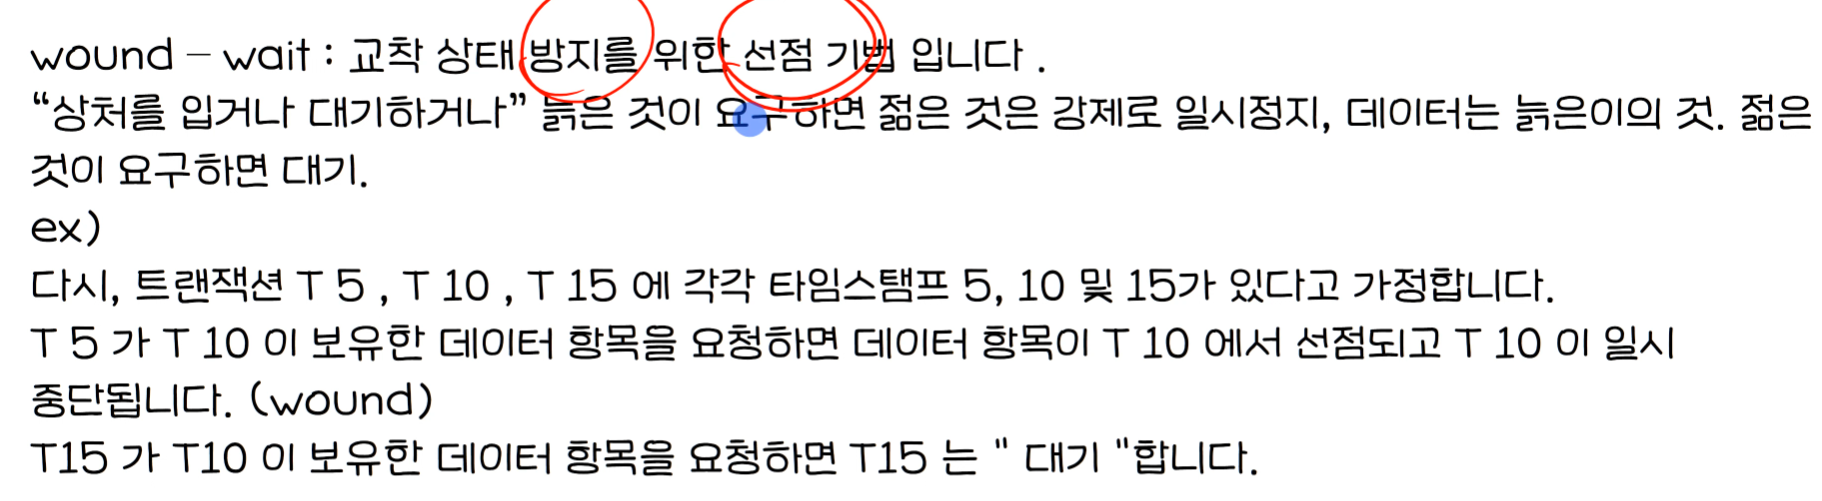 wound – wait : 교착 상태 방지를 위한 선점 기법 입니다 .
“상처를 입거나 대기하거나” 늙은 것이 요구하면 젊은 것은 강제로 일시정지, 데이터는 늙은이의 것. 젊은
것이 요구하면 대기.
ex)
다시, 트랜잭션 T 5 , T 10 , T 15 에 각각 타임스탬프 5, 10 및 15가 있다고 가정합니다.
T 5 가 T 10 이 보유한 데이터 항목을 요청하면 데이터 항목이 T 10 에서 선점되고 T 10 이 일시
중단됩니다. (wound)
T15 가 T10 이 보유한 데이터 항목을 요청하면 T15 는 " 대기 "합니다.